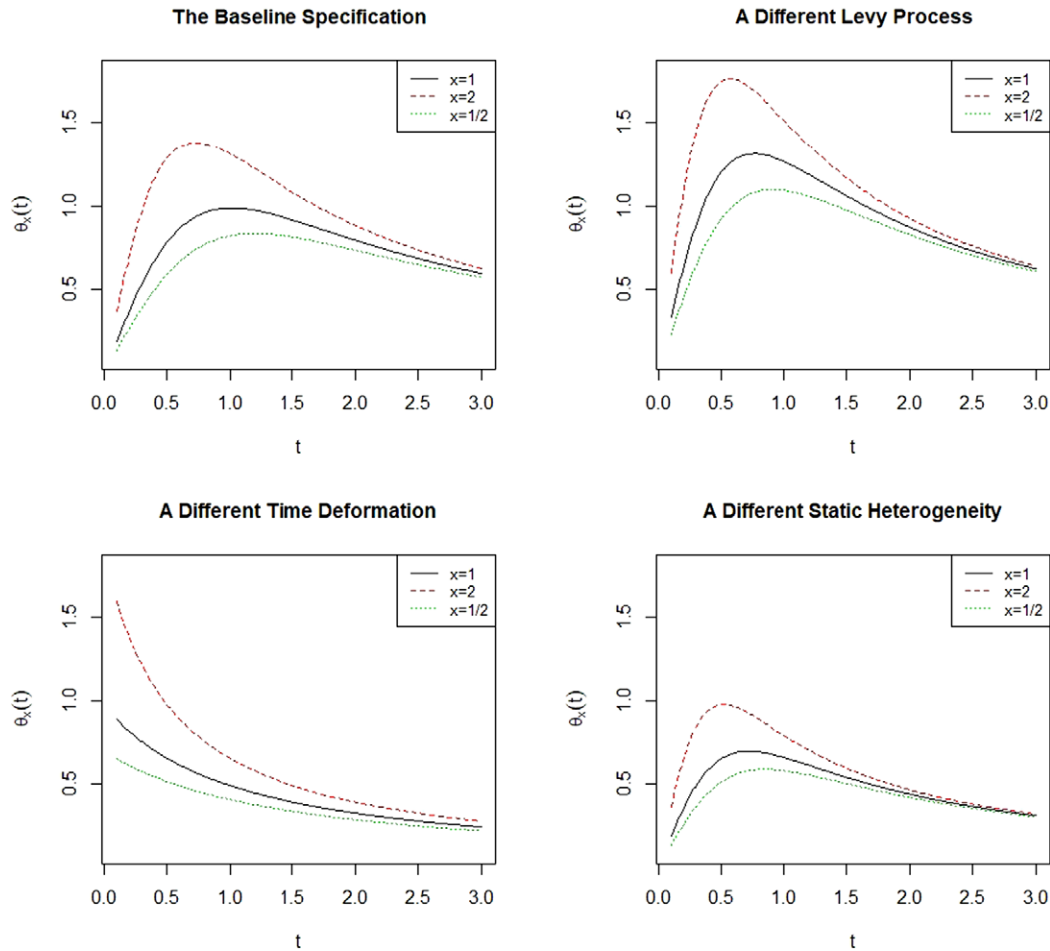 The Baseline Specification
θx(t)
1.5
1.0
0.5
x=1
x=2
x=1/2
0.0 0.5 1.0 1.5 2.0 2.5 3.0
t
A Different Levy Process
θx(t)
1.5
1.0
0.5
x=1
x=2
x=1/2
0.0 0.5 1.0 1.5 2.0 2.5 3.0
t
A Different Time Deformation
θx(t)
1.5
1.0
0.5
x=1
x=2
x=1/2
0.0 0.5 1.0 1.5 2.0 2.5 3.0
t
A Different Static Heterogeneity
θx(t)
1.5
1.0
0.5
x=1
x=2
x=1/2
0.0 0.5 1.0 1.5 2.0 2.5 3.0
t